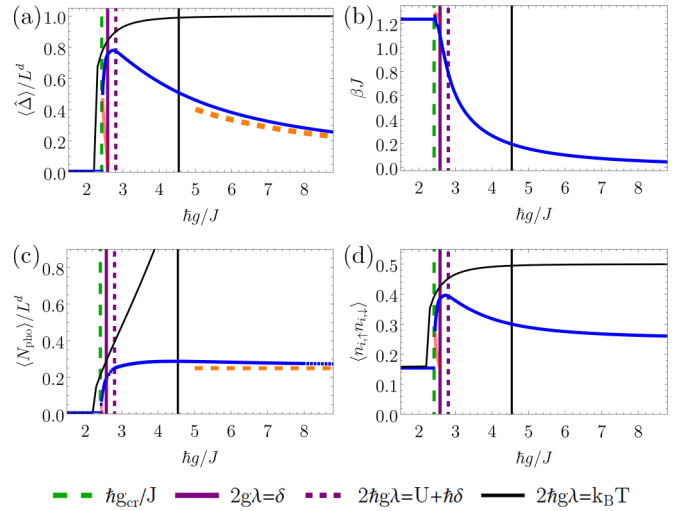 (a)
⟨Δ̂⟩/L^d
1.0
0.8
0.6
0.4
0.2
0.0
2 3 4 5 6 7 8
ħg/J
(b)
βJ
1.2
1.0
0.8
0.6
0.4
0.2
0.0
2 3 4 5 6 7 8
ħg/J
(c)
⟨N_pho⟩/L^d
0.8
0.6
0.4
0.2
0.0
2 3 4 5 6 7 8
ħg/J
(d)
⟨n_{i,↑}n_{i,↓}⟩
0.5
0.4
0.3
0.2
0.1
0.0
2 3 4 5 6 7 8
ħg/J
ħg_cr/J 2gλ=δ 2ħgλ=U+ħδ 2ħgλ=k_BT